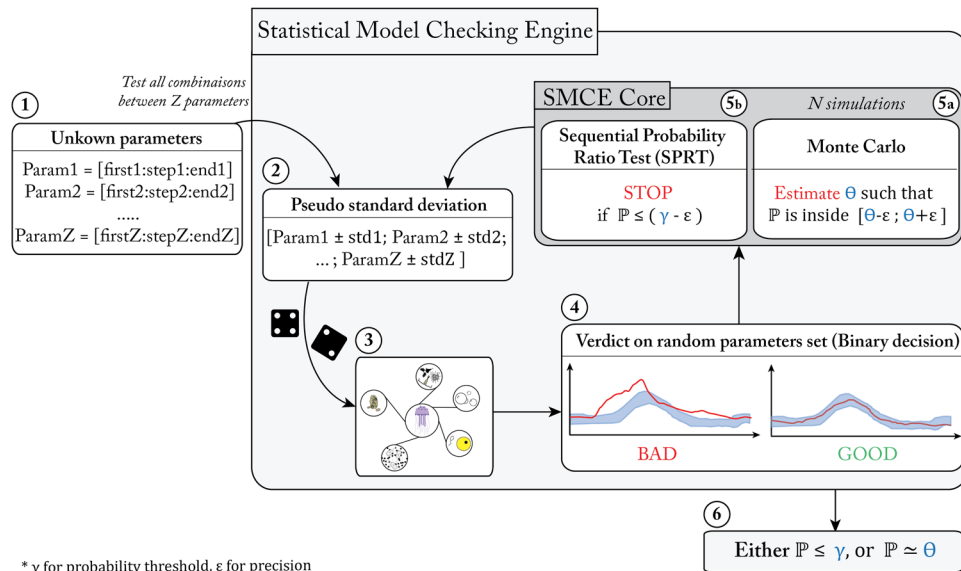 Statistical Model Checking Engine
Test all combinaisons
between Z parameters
1
Unkown parameters
Param1 = [first1:step1:end1]
Param2 = [first2:step2:end2]
.....
ParamZ = [firstZ:stepZ:endZ]
2
Pseudo standard deviation
[Param1 ± std1; Param2 ± std2;
...; ParamZ ± stdZ ]
SMCE Core
5b
Sequential Probability
Ratio Test (SPRT)
STOP
if ℙ ≤ ( γ - ε )
N simulations
5a
Monte Carlo
Estimate Θ such that
ℙ is inside [Θ-ε ; Θ+ε ]
3
4
Verdict on random parameters set (Binary decision)
BAD
GOOD
6
Either ℙ ≤ γ, or ℙ ≃ Θ
* γ for probability threshold, ε for precision